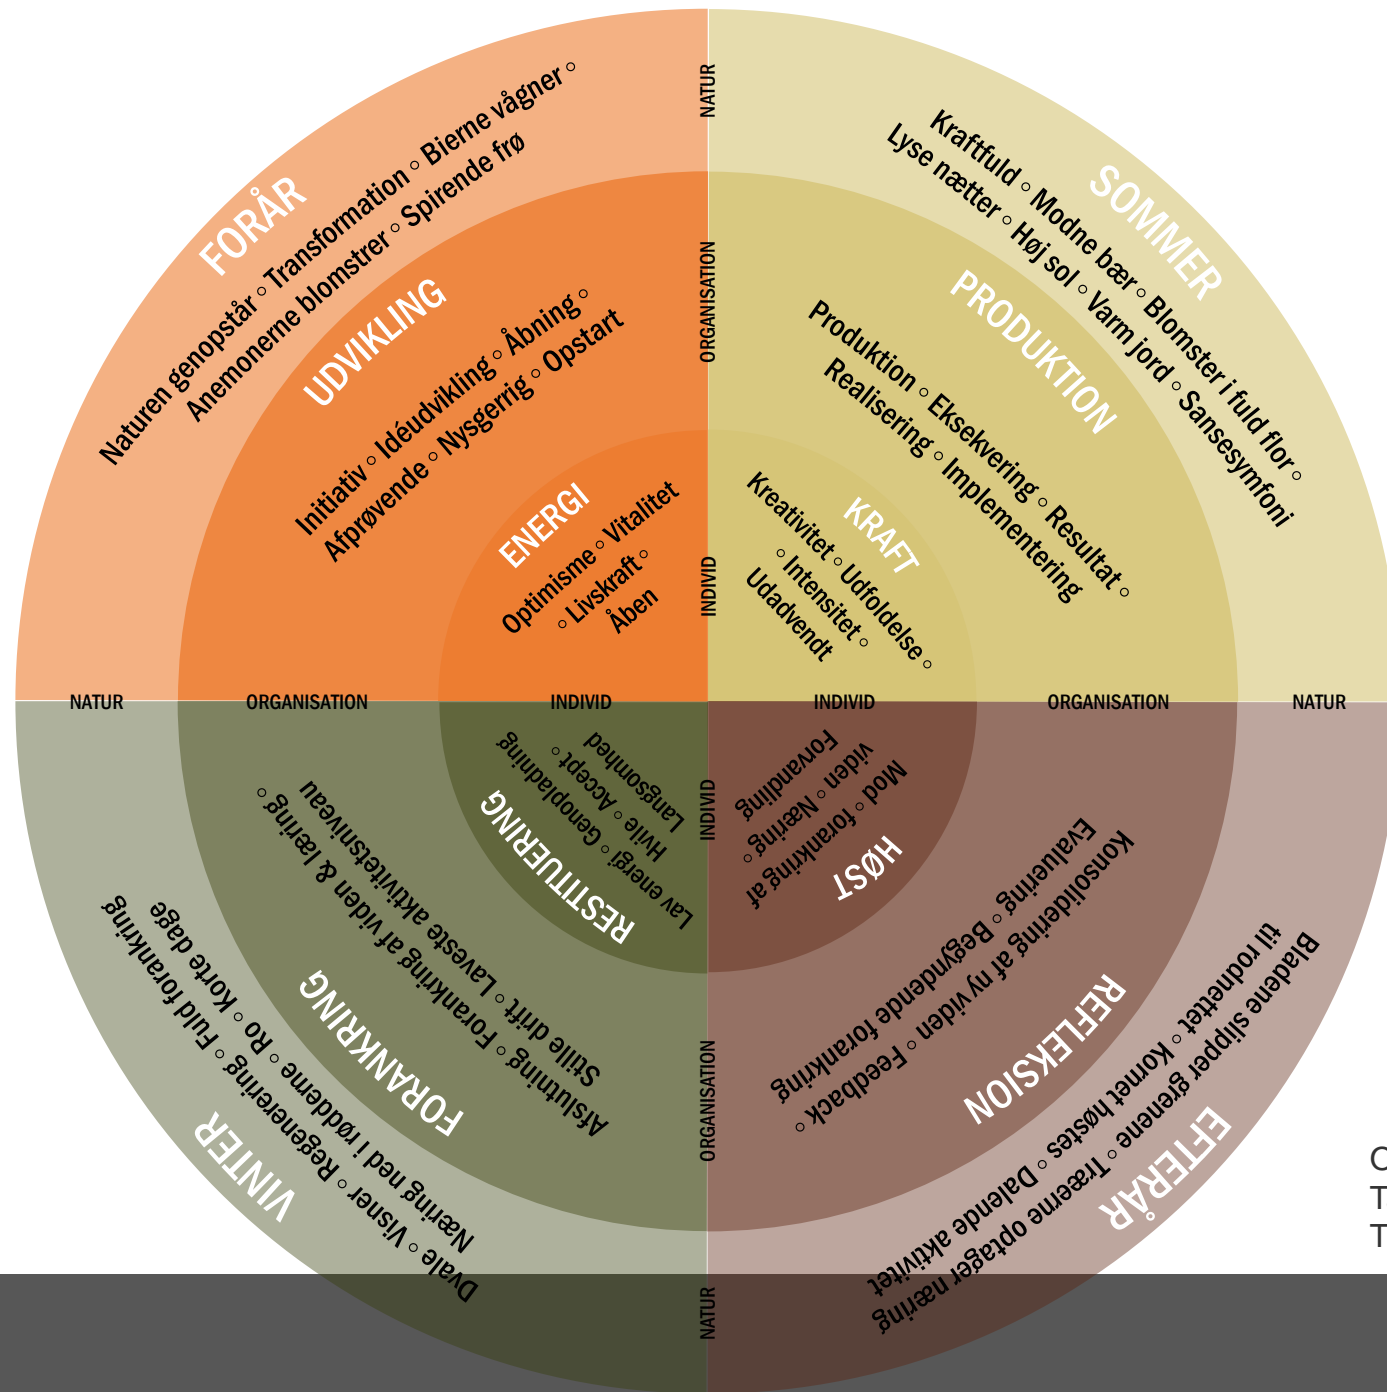 NATUR
ORGANISATION
INDIVID
FORÅR
Naturen genopstår ◦ Transformation ◦ Bierne vågner ◦
Anemonerne blomstrer ◦ Spirende frø
UDVIKLING
Initiativ ◦ Idéudvikling ◦ Åbning ◦
Afprøvende ◦ Nysgerrig ◦ Opstart
ENERGI
Optimisme ◦ Vitalitet
◦ Livskraft ◦
Åben
SOMMER
Kraftfuld ◦ Modne bær ◦ Blomster i fuld flor ◦
Lyse nætter ◦ Høj sol ◦ Varm jord ◦ Sansesymfoni
PRODUKTION
Produktion ◦ Eksekvering ◦ Resultat ◦
Realisering ◦ Implementering
KRAFT
Kreativitet ◦ Udfoldelse ◦
◦ Intensitet ◦
Udadvendt
NATUR
ORGANISATION
INDIVID
INDIVID
ORGANISATION
NATUR
HØST
Mod ◦ forankring af
viden ◦ Næring ◦
Forvandling
REFLEKSION
Konsolidering af ny viden ◦ Feedback ◦
Evaluering ◦ Begyndende forankring
EFTERÅR
Bladene slipper grenene ◦ Træerne optager næring
til rodnettet ◦ Kornet høstes ◦ Dalende aktivitet
RESTITUERING
Lav energi ◦ Genopladning
Hvile ◦ Accept ◦
Langsomhed
FORANKRING
Afslutning ◦ Forankring af viden & læring ◦
Stille drift ◦ Laveste aktivitetsniveau
VINTER
Dvale ◦ Visner ◦ Regenerering ◦ Fuld forankring
Næring ned i rødderne ◦ Ro ◦ Korte dage
INDIVID
ORGANISATION
NATUR